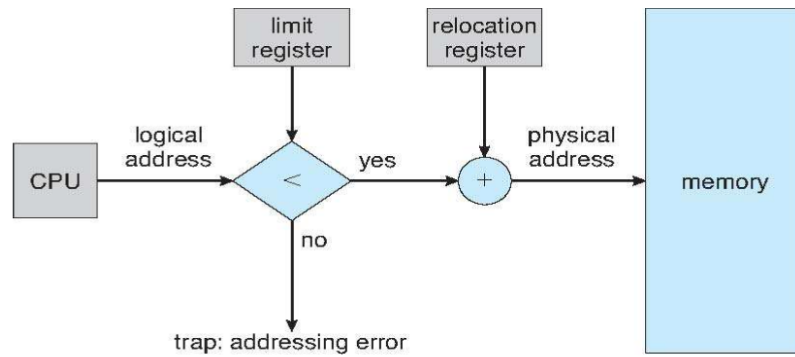 limit
register
relocation
register
logical
address
physical
address
CPU
<
yes
+
memory
no
trap: addressing error